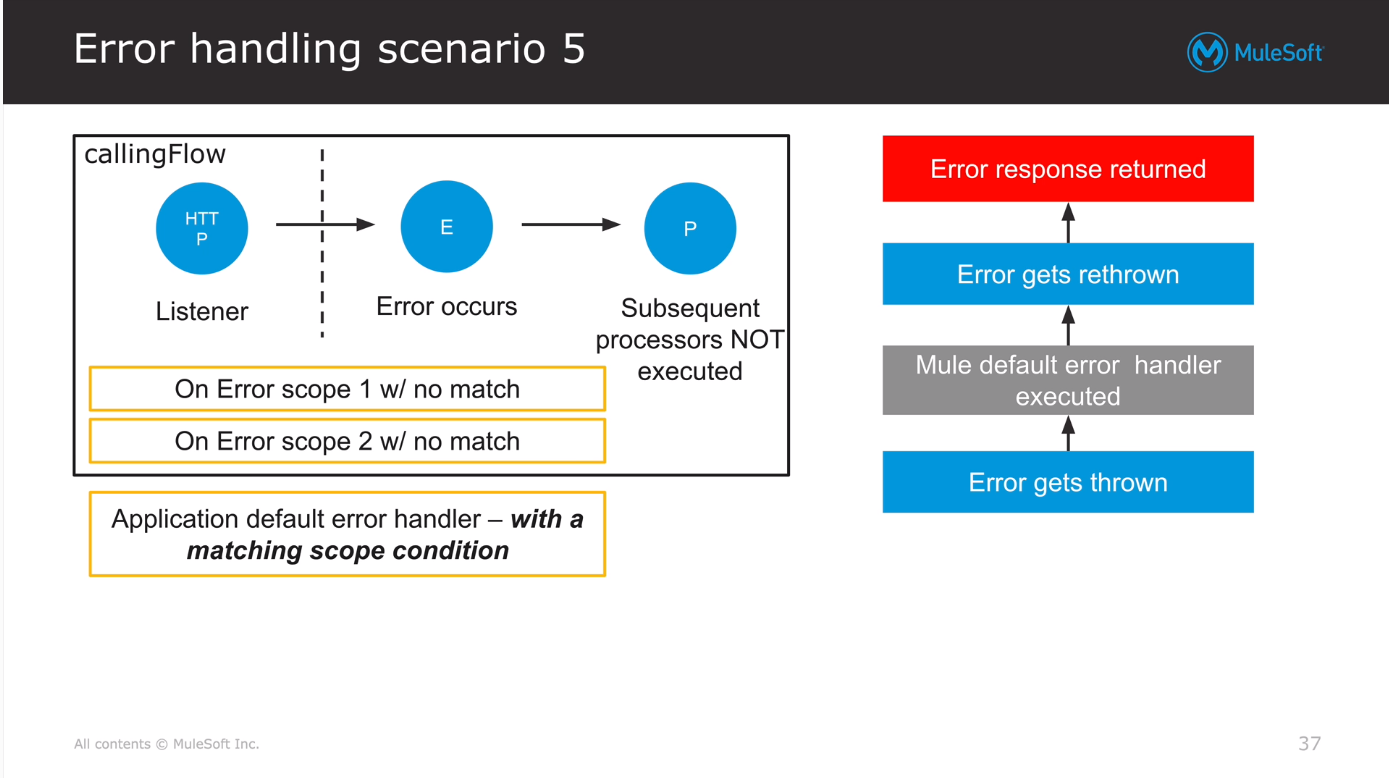 Error handling scenario 5
MuleSoft
callingFlow
HTT
P
E
P
Listener
Error occurs
Subsequent
processors NOT
executed
On Error scope 1 w/ no match
On Error scope 2 w/ no match
Application default error handler – with a
matching scope condition
Error response returned
Error gets rethrown
Mule default error handler
executed
Error gets thrown
All contents © MuleSoft Inc.
37